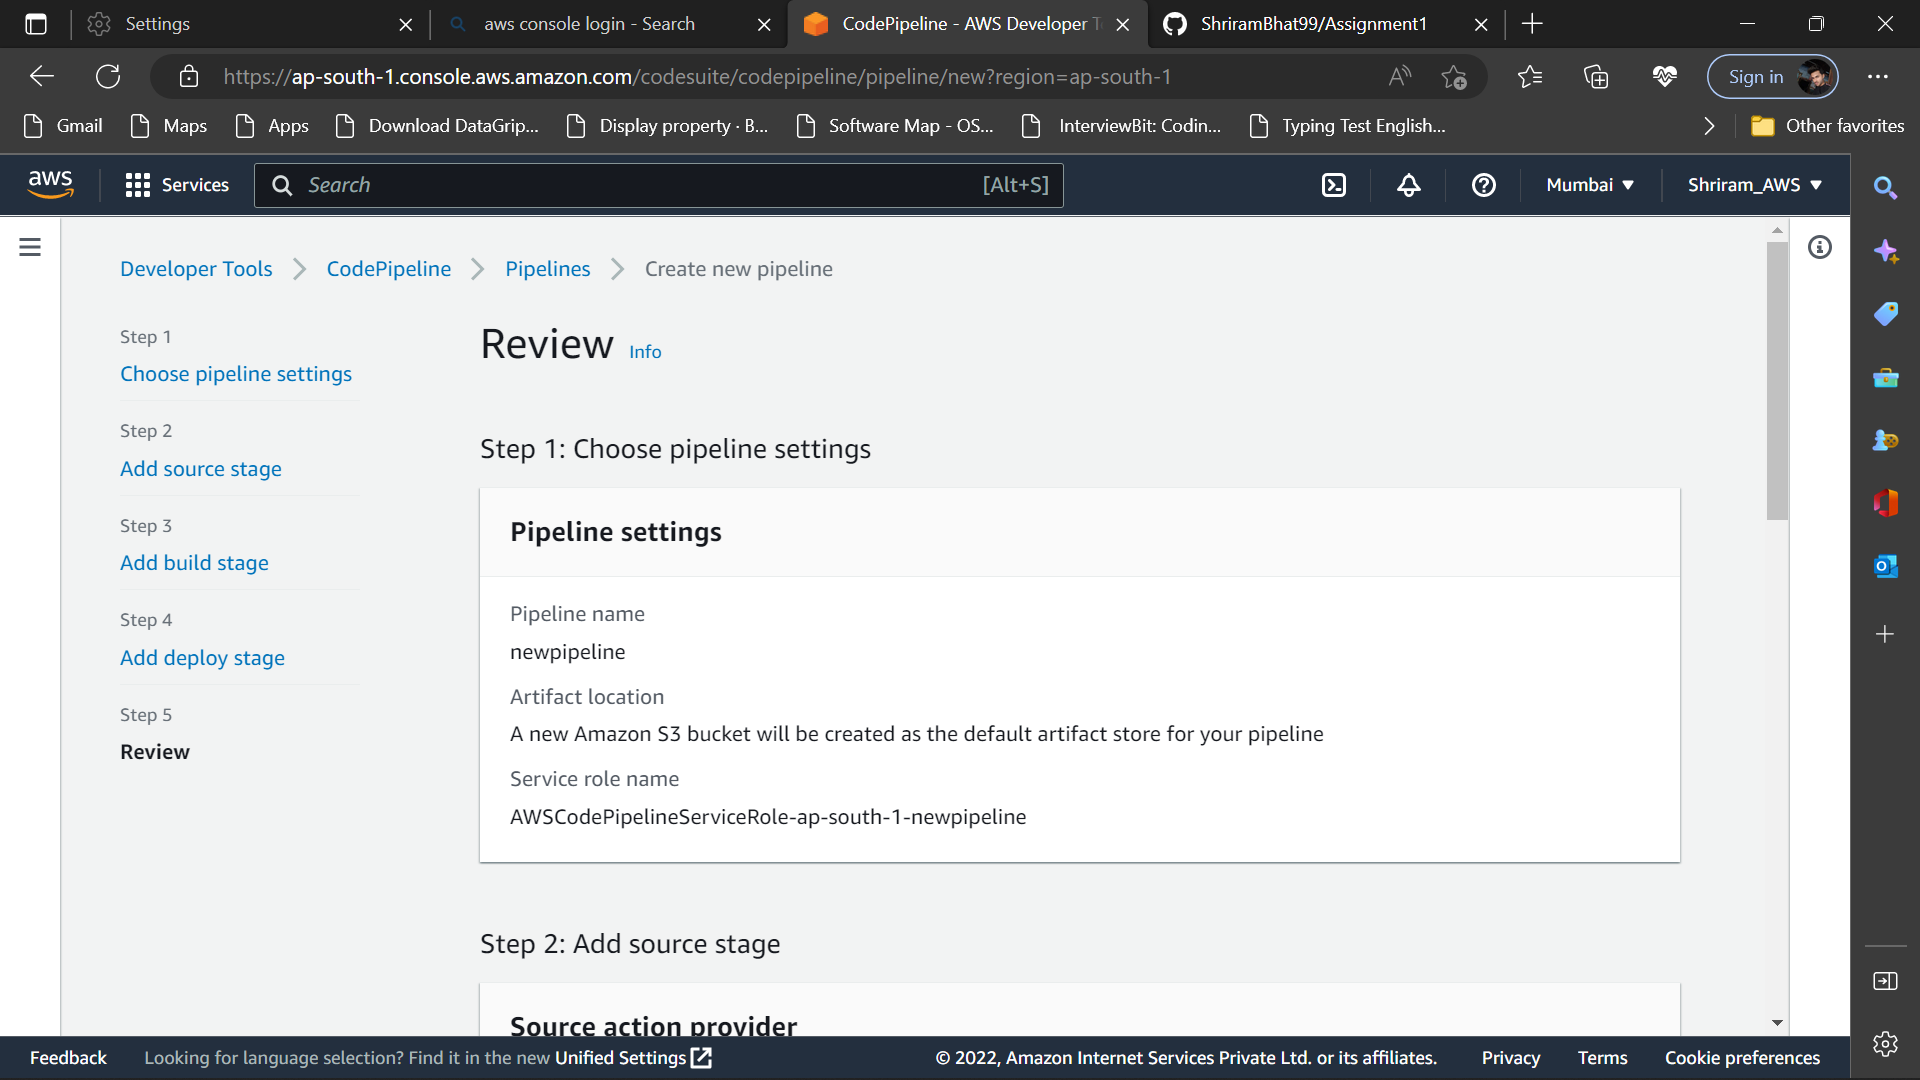 Settings
aws console login - Search
CodePipeline - AWS Developer T
ShriramBhat99/Assignment1
https://ap-south-1.console.aws.amazon.com/codesuite/codepipeline/pipeline/new?region=ap-south-1
Sign in
Gmail
Maps
Apps
Download DataGrip...
Display property · B...
Software Map - OS...
InterviewBit: Codin...
Typing Test English...
Other favorites
aws
Services
Search
[Alt+S]
Mumbai
Shriram_AWS
Developer Tools
CodePipeline
Pipelines
Create new pipeline
Step 1
Choose pipeline settings
Step 2
Add source stage
Step 3
Add build stage
Step 4
Add deploy stage
Step 5
Review
Review Info
Step 1: Choose pipeline settings
Pipeline settings
Pipeline name
newpipeline
Artifact location
A new Amazon S3 bucket will be created as the default artifact store for your pipeline
Service role name
AWSCodePipelineServiceRole-ap-south-1-newpipeline
Step 2: Add source stage
Source action provider
Feedback
Looking for language selection? Find it in the new Unified Settings
© 2022, Amazon Internet Services Private Ltd. or its affiliates.
Privacy
Terms
Cookie preferences